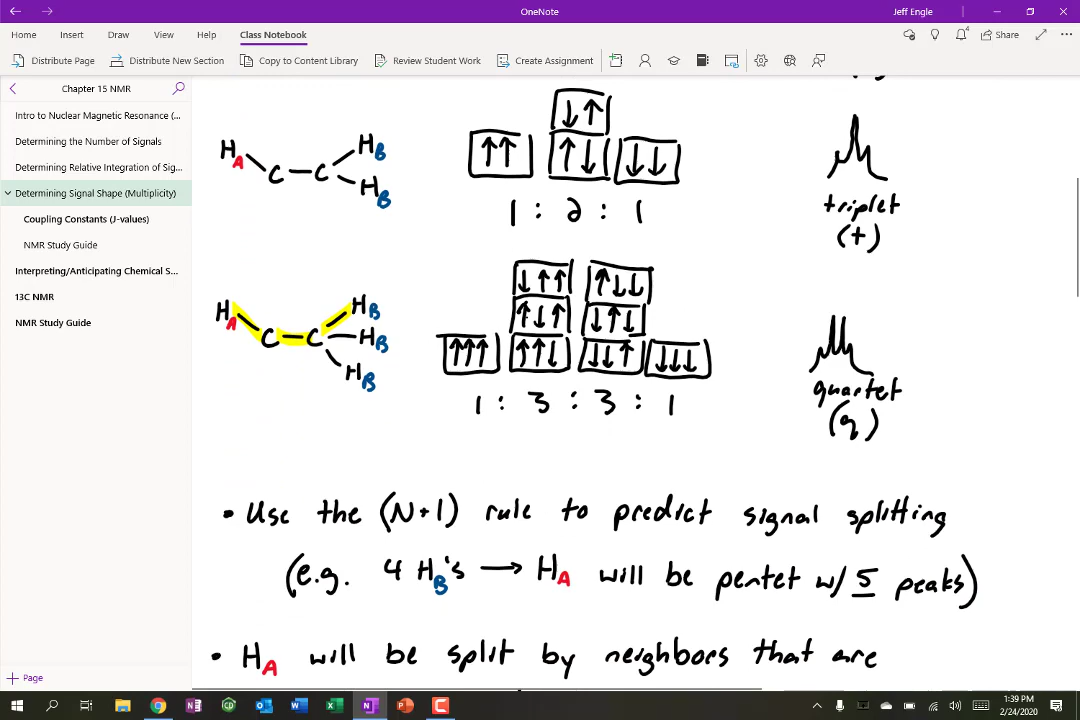 OneNote
Jeff Engle
Home Insert Draw View Help Class Notebook
Share
Distribute Page Distribute New Section Copy to Content Library Review Student Work Create Assignment
Chapter 15 NMR
Intro to Nuclear Magnetic Resonance (...
Determining the Number of Signals
Determining Relative Integration of Sig...
Determining Signal Shape (Multiplicity)
Coupling Constants (J-values)
NMR Study Guide
Interpreting/Anticipating Chemical S...
13C NMR
NMR Study Guide
Page
HA C C HB HB
↑↑ ↓↑ ↑↓ ↓↓
1 : 2 : 1
triplet
(t)
HA C C HB HB HB
↓↑↑ ↑↓↓
↑↓↑ ↓↑↓
↑↑↑ ↑↑↓ ↓↓↑ ↓↓↓
1 : 3 : 3 : 1
quartet
(q)
• Use the (N+1) rule to predict signal splitting
(e.g. 4 HB's → HA will be pentet w/ 5 peaks)
• HA will be split by neighbors that are
1:39 PM
2/24/2020